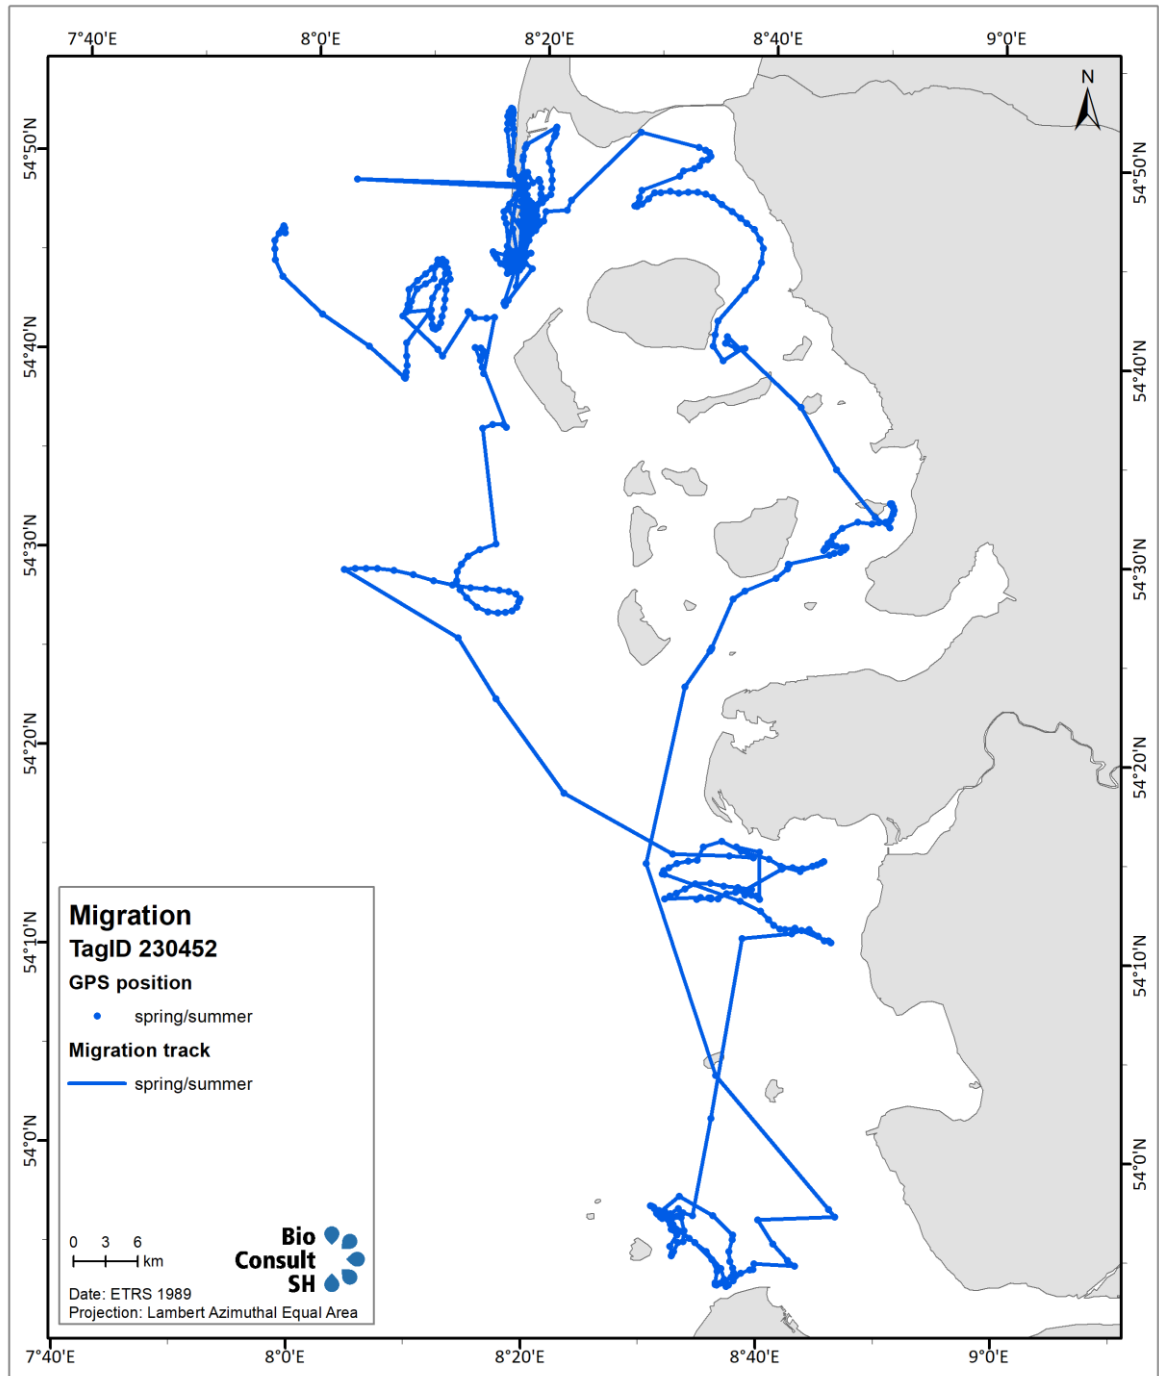 7°40'E 8°0'E 8°20'E 8°40'E 9°0'E
N
54°50'N
54°50'N
54°40'N
54°40'N
54°30'N
54°30'N
54°20'N
54°20'N
54°10'N
54°10'N
54°0'N
54°0'N
Migration
TagID 230452
GPS position
spring/summer
Migration track
spring/summer
0 3 6
km
Bio
Consult
SH
Date: ETRS 1989
Projection: Lambert Azimuthal Equal Area
7°40'E 8°0'E 8°20'E 8°40'E 9°0'E